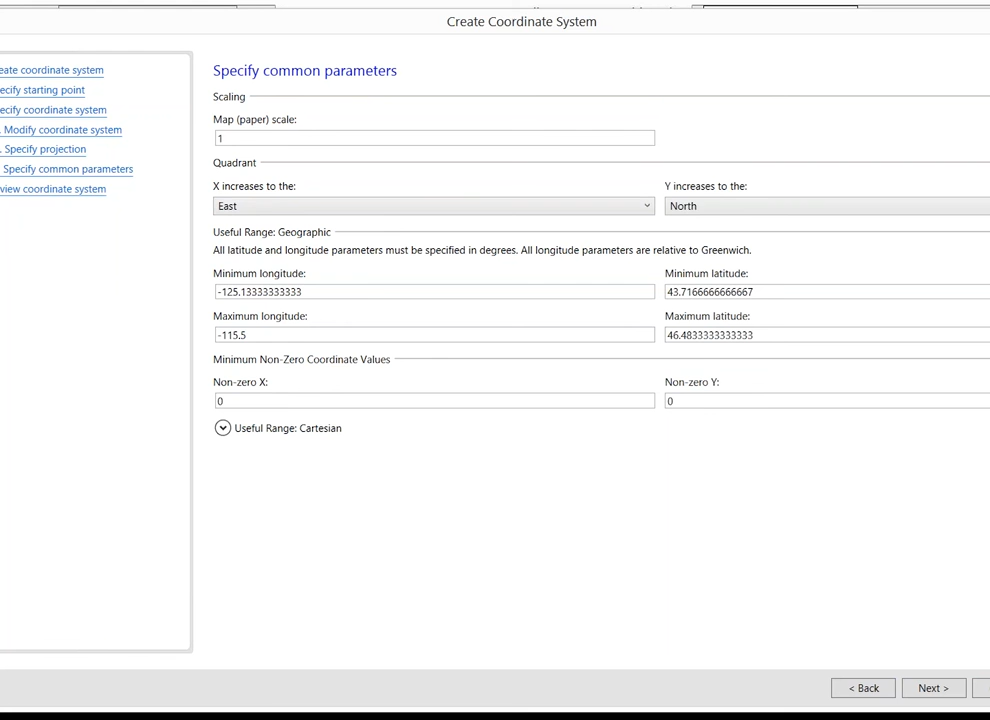 Create Coordinate System
eate coordinate system
ecify starting point
ecify coordinate system
. Modify coordinate system
. Specify projection
Specify common parameters
view coordinate system
Specify common parameters
Scaling
Map (paper) scale:
1
Quadrant
X increases to the: Y increases to the:
East North
Useful Range: Geographic
All latitude and longitude parameters must be specified in degrees. All longitude parameters are relative to Greenwich.
Minimum longitude: Minimum latitude:
-125.13333333333 43.7166666666667
Maximum longitude: Maximum latitude:
-115.5 46.4833333333333
Minimum Non-Zero Coordinate Values
Non-zero X: Non-zero Y:
0 0
Useful Range: Cartesian
< Back Next >